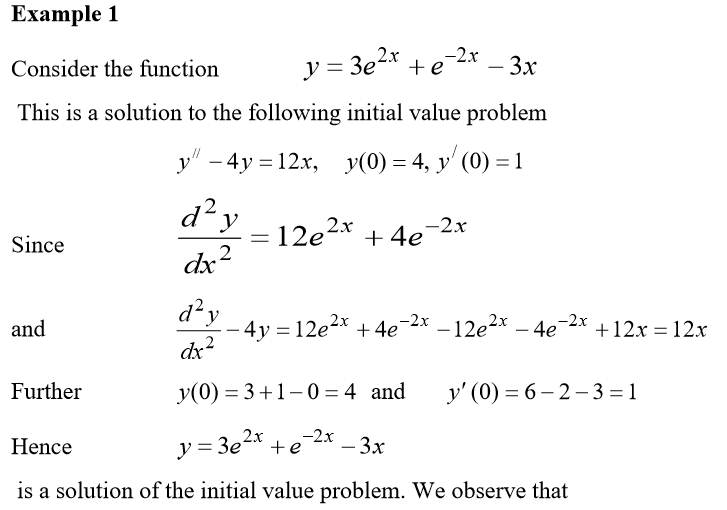 Example 1
Consider the function y = 3e^{2x} + e^{-2x} − 3x
This is a solution to the following initial value problem
y^{//} − 4y = 12x, y(0) = 4, y^{/}(0) = 1
Since \frac{d^2 y}{dx^2} = 12e^{2x} + 4e^{-2x}
and \frac{d^2 y}{dx^2} − 4y = 12e^{2x} + 4e^{-2x} − 12e^{2x} − 4e^{-2x} + 12x = 12x
Further y(0) = 3 + 1 − 0 = 4 and y'(0) = 6 − 2 − 3 = 1
Hence y = 3e^{2x} + e^{-2x} − 3x
is a solution of the initial value problem. We observe that